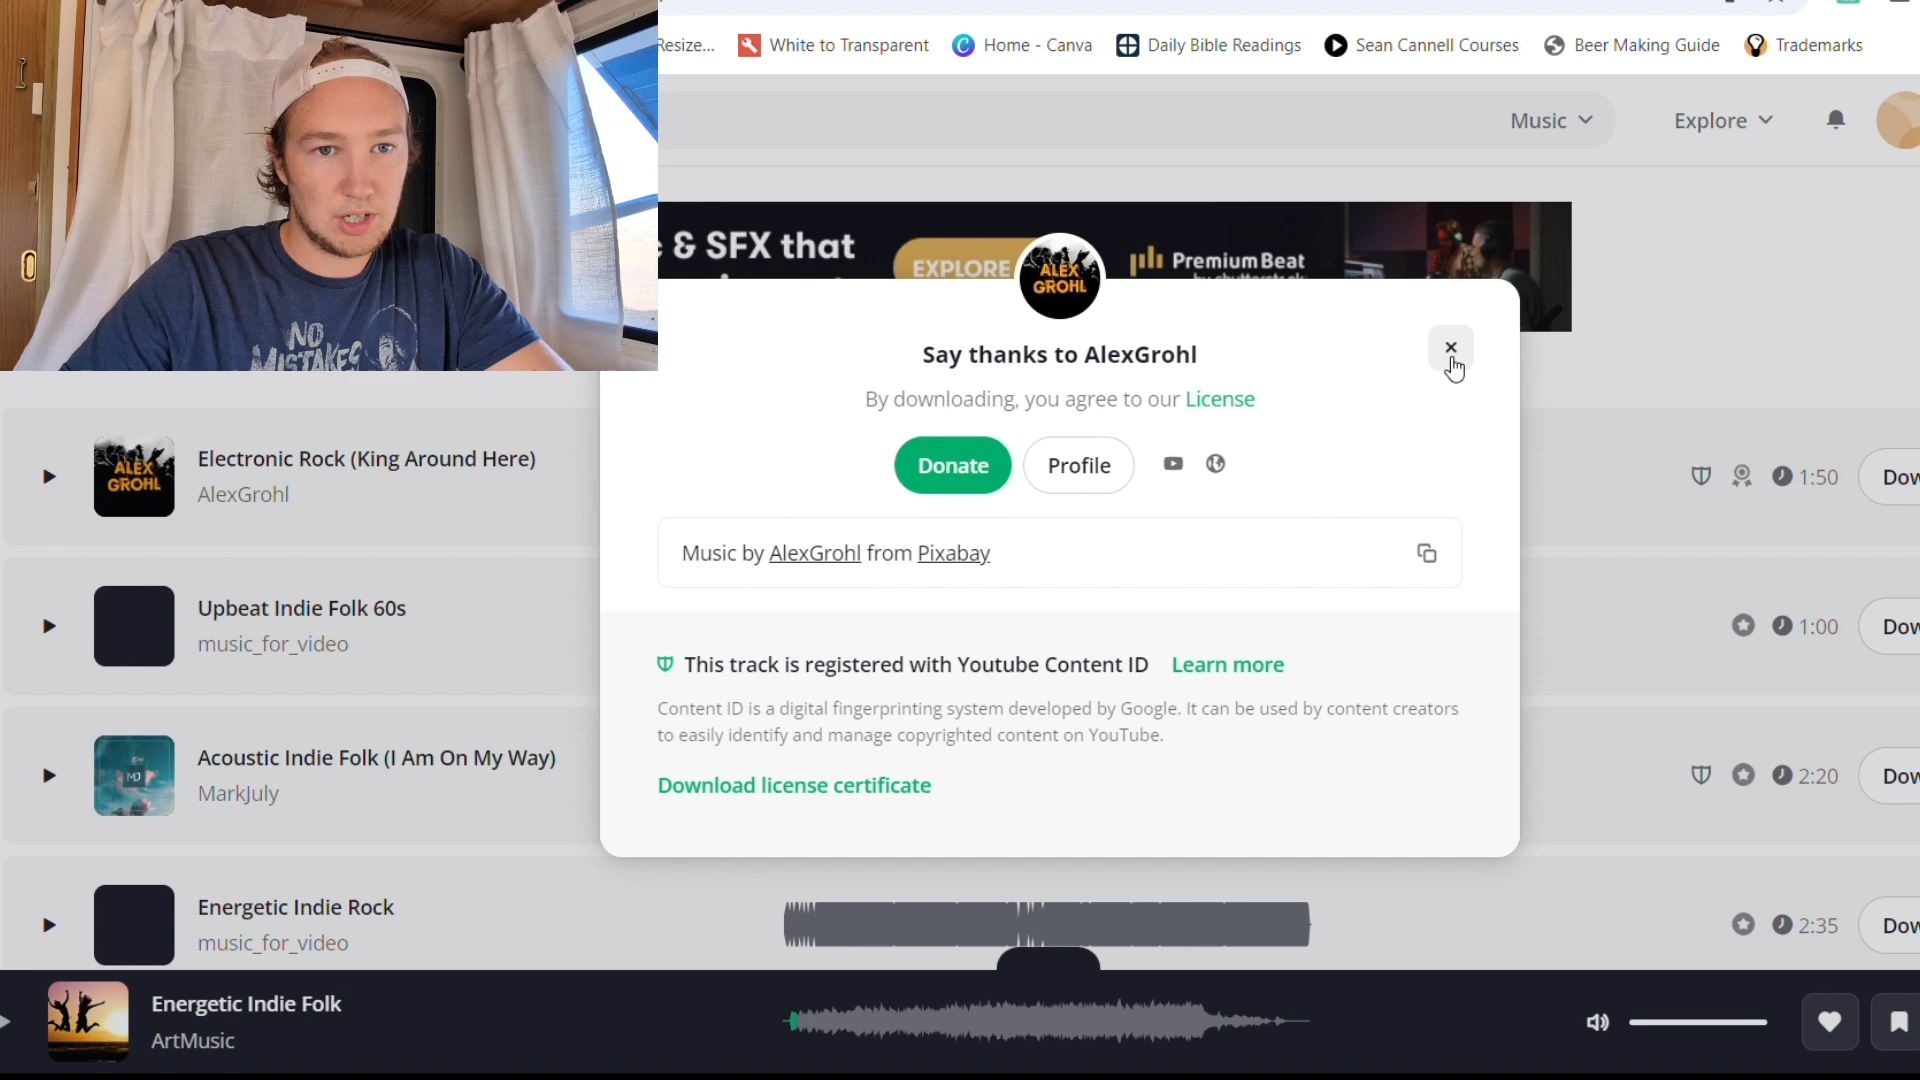 Resize...
White to Transparent
Home - Canva
Daily Bible Readings
Sean Cannell Courses
Beer Making Guide
Trademarks
Music
Explore
& SFX that
EXPLORE
PremiumBeat
ALEX
GROHL
NO
MISTAKES
Say thanks to AlexGrohl
By downloading, you agree to our License
Donate
Profile
Music by AlexGrohl from Pixabay
This track is registered with Youtube Content ID Learn more
Content ID is a digital fingerprinting system developed by Google. It can be used by content creators
to easily identify and manage copyrighted content on YouTube.
Download license certificate
ALEX
GROHL
Electronic Rock (King Around Here)
AlexGrohl
1:50
Dow
Upbeat Indie Folk 60s
music_for_video
1:00
Dow
MJ
Acoustic Indie Folk (I Am On My Way)
MarkJuly
2:20
Dow
Energetic Indie Rock
music_for_video
2:35
Dow
Energetic Indie Folk
ArtMusic